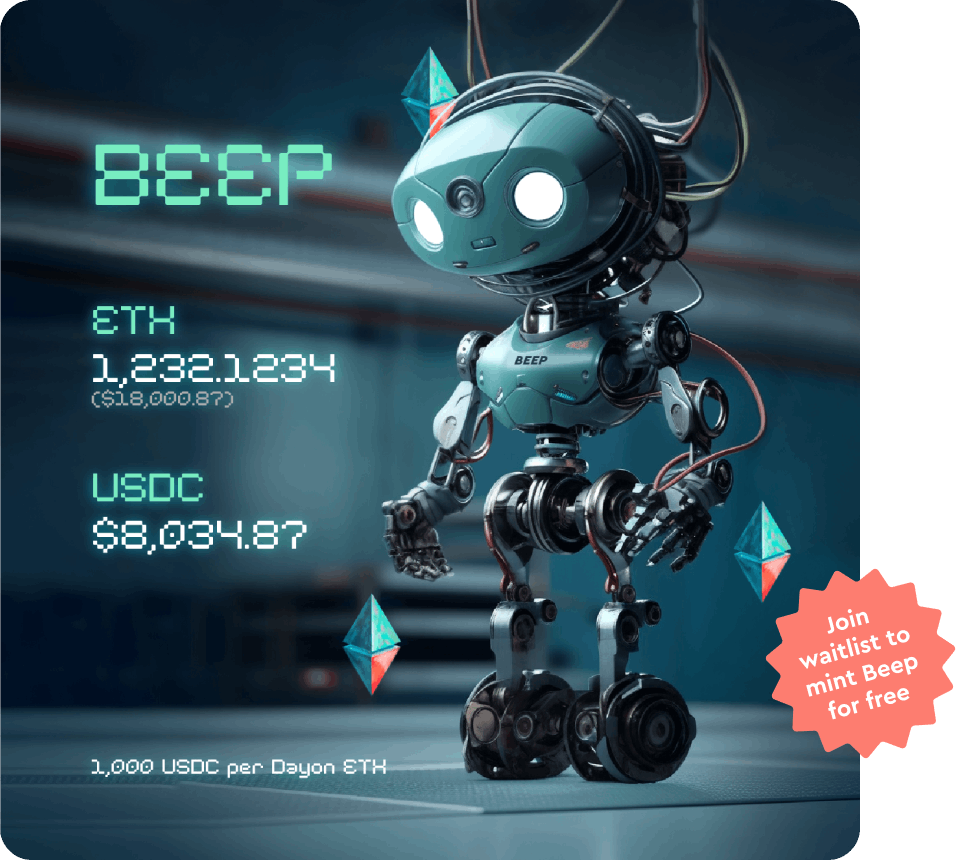 BEEP
ETH
1,232.1234
($18,000.87)
BEEP
USDC
$8,034.87
Join
waitlist to
mint Beep
for free
1,000 USDC per Dayon ETH